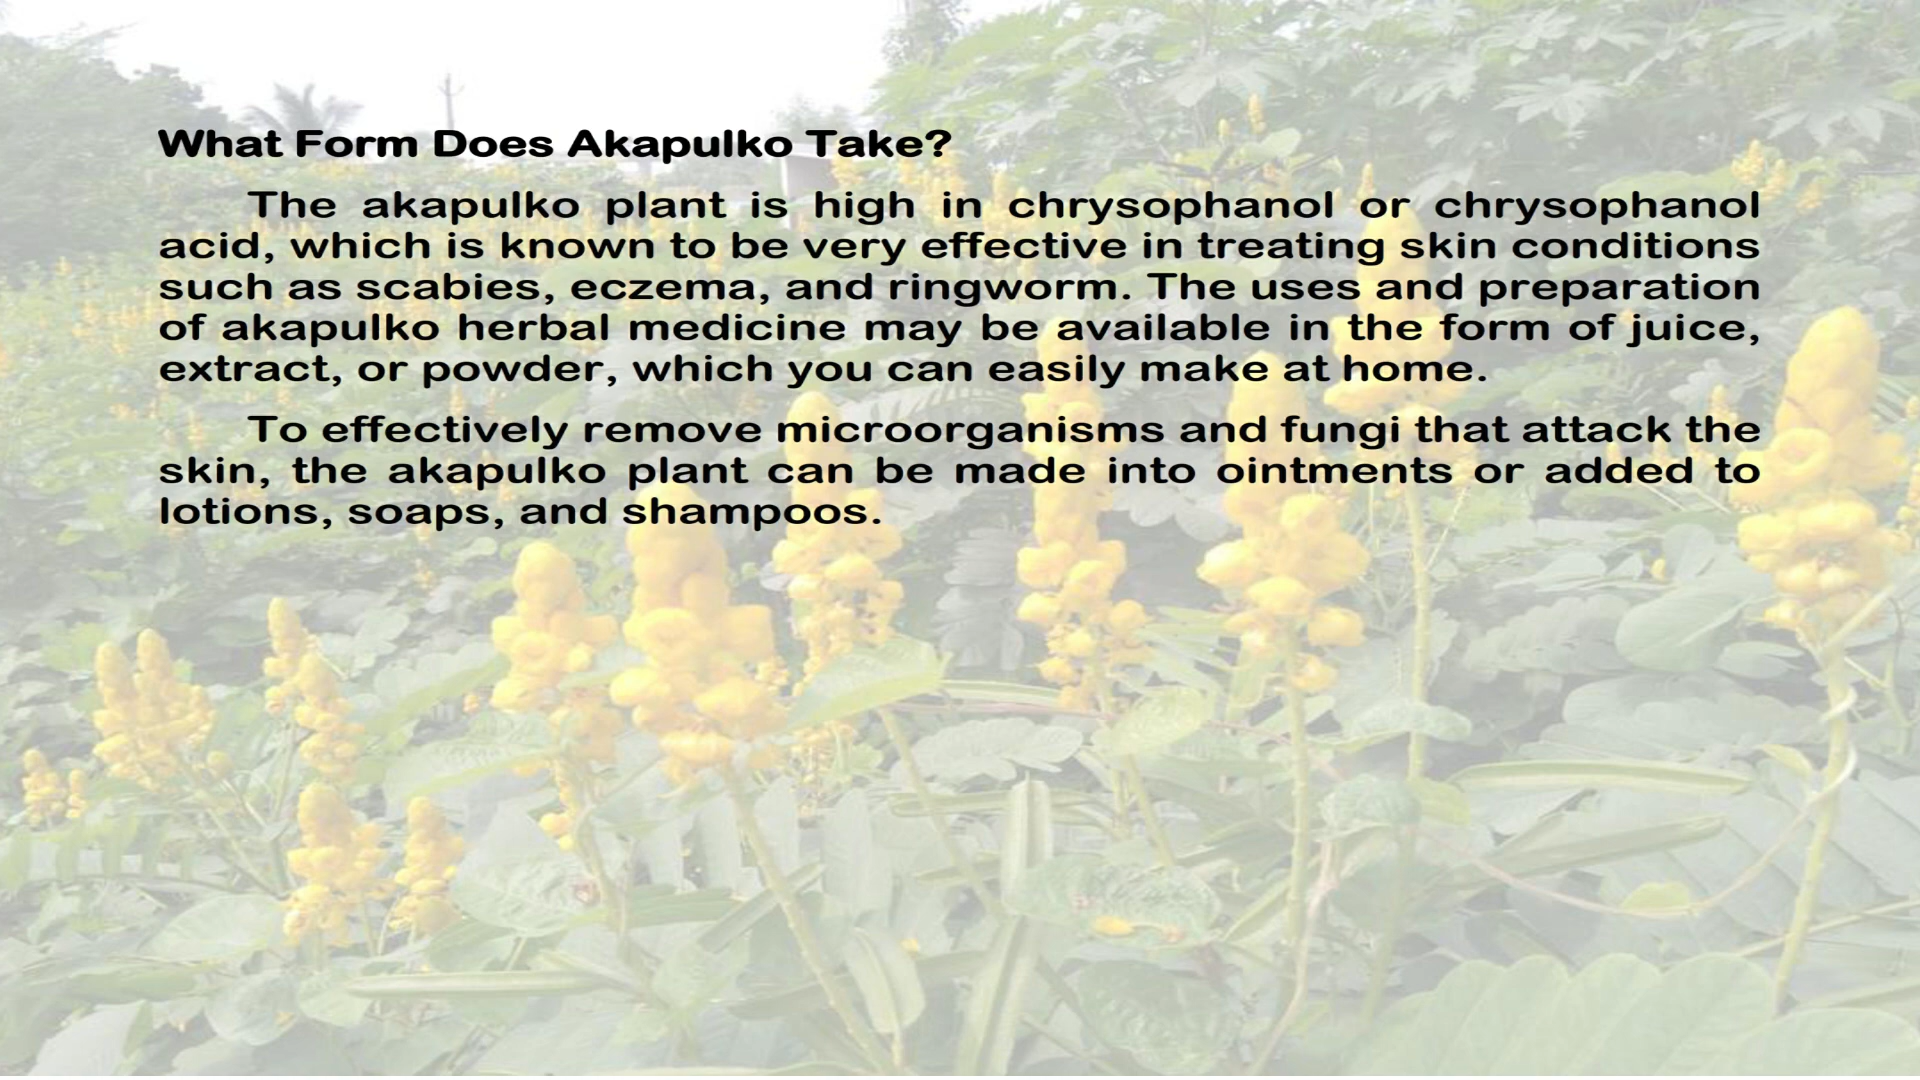 What Form Does Akapulko Take?
The akapulko plant is high in chrysophanol or chrysophanol
acid, which is known to be very effective in treating skin conditions
such as scabies, eczema, and ringworm. The uses and preparation
of akapulko herbal medicine may be available in the form of juice,
extract, or powder, which you can easily make at home.
To effectively remove microorganisms and fungi that attack the
skin, the akapulko plant can be made into ointments or added to
lotions, soaps, and shampoos.